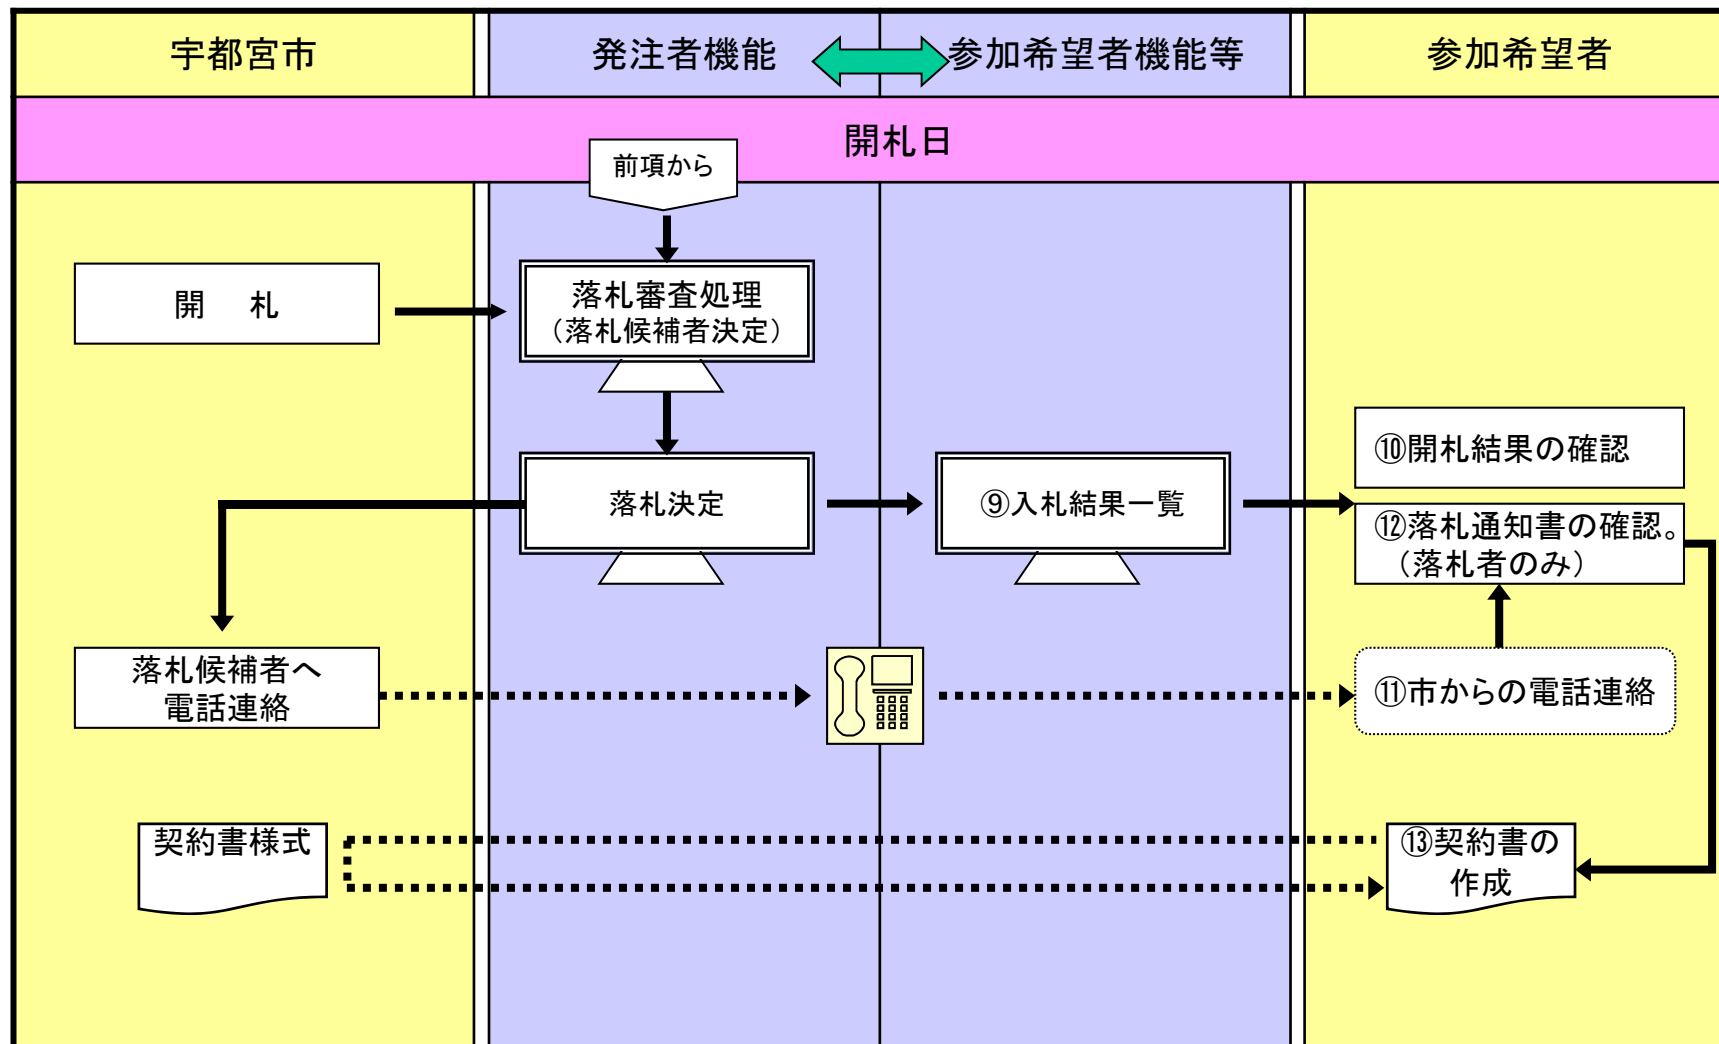 宇都宮市
発注者機能
参加希望者機能等
参加希望者
開札日
前項から
開　札
落札審査処理
（落札候補者決定）
落札決定
⑨入札結果一覧
⑩開札結果の確認
⑫落札通知書の確認。
（落札者のみ）
落札候補者へ
電話連絡
⑪市からの電話連絡
契約書様式
⑬契約書の
作成